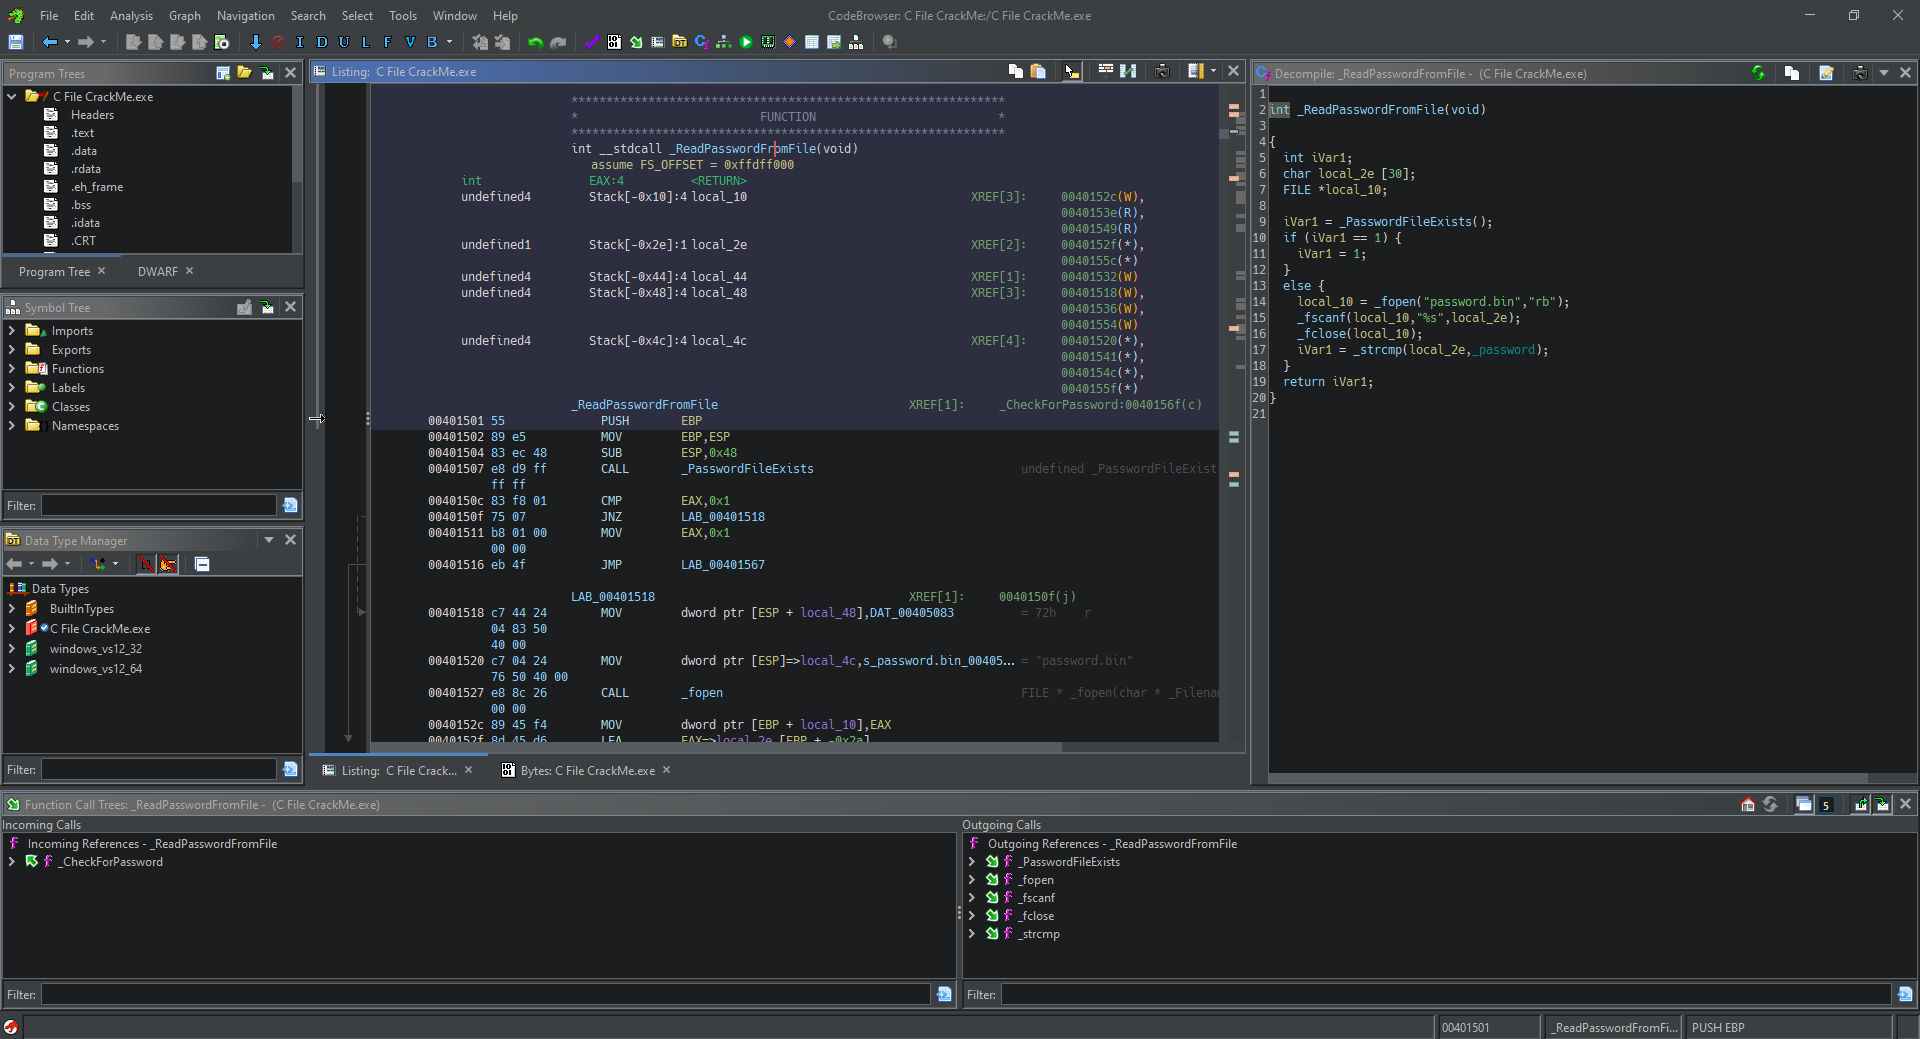 File Edit Analysis Graph Navigation Search Select Tools Window Help
CodeBrowser: C File CrackMe:/C File CrackMe.exe
I D U L F V B
Program Trees
C File CrackMe.exe
Headers
.text
.data
.rdata
.eh_frame
.bss
.idata
.CRT
Program Tree × DWARF ×
Symbol Tree
Imports
Exports
Functions
Labels
Classes
Namespaces
Filter:
Data Type Manager
Data Types
BuiltInTypes
C File CrackMe.exe
windows_vs12_32
windows_vs12_64
Filter:
Listing: C File CrackMe.exe
**************************************************************
* FUNCTION *
**************************************************************
int __stdcall _ReadPasswordFromFile(void)
assume FS_OFFSET = 0xffdff000
int EAX:4 <RETURN>
undefined4 Stack[-0x10]:4 local_10 XREF[3]: 0040152c(W),
0040153e(R),
00401549(R)
undefined1 Stack[-0x2e]:1 local_2e XREF[2]: 0040152f(*),
0040155c(*)
undefined4 Stack[-0x44]:4 local_44 XREF[1]: 00401532(W)
undefined4 Stack[-0x48]:4 local_48 XREF[3]: 00401518(W),
00401536(W),
00401554(W)
undefined4 Stack[-0x4c]:4 local_4c XREF[4]: 00401520(*),
00401541(*),
0040154c(*),
0040155f(*)
_ReadPasswordFromFile XREF[1]: _CheckForPassword:0040156f(c)
00401501 55 PUSH EBP
00401502 89 e5 MOV EBP,ESP
00401504 83 ec 48 SUB ESP,0x48
00401507 e8 d9 ff CALL _PasswordFileExists undefined _PasswordFileExist
ff ff
0040150c 83 f8 01 CMP EAX,0x1
0040150f 75 07 JNZ LAB_00401518
00401511 b8 01 00 MOV EAX,0x1
00 00
00401516 eb 4f JMP LAB_00401567
LAB_00401518 XREF[1]: 0040150f(j)
00401518 c7 44 24 MOV dword ptr [ESP + local_48],DAT_00405083 = 72h r
04 83 50
40 00
00401520 c7 04 24 MOV dword ptr [ESP]=>local_4c,s_password.bin_00405... = "password.bin"
76 50 40 00
00401527 e8 8c 26 CALL _fopen FILE * _fopen(char * _Filena
00 00
0040152c 89 45 f4 MOV dword ptr [EBP + local_10],EAX
0040152f 8d 45 d6 LEA EAX=>local_2e,[EBP + -0x2a]
Listing: C File Crack... × Bytes: C File CrackMe.exe ×
Decompile: _ReadPasswordFromFile - (C File CrackMe.exe)
1
2 int _ReadPasswordFromFile(void)
3
4 {
5 int iVar1;
6 char local_2e [30];
7 FILE *local_10;
8
9 iVar1 = _PasswordFileExists();
10 if (iVar1 == 1) {
11 iVar1 = 1;
12 }
13 else {
14 local_10 = _fopen("password.bin","rb");
15 _fscanf(local_10,"%s",local_2e);
16 _fclose(local_10);
17 iVar1 = _strcmp(local_2e,_password);
18 }
19 return iVar1;
20 }
21
Function Call Trees: _ReadPasswordFromFile - (C File CrackMe.exe)
5
Incoming Calls
Incoming References - _ReadPasswordFromFile
_CheckForPassword
Filter:
Outgoing Calls
Outgoing References - _ReadPasswordFromFile
_PasswordFileExists
_fopen
_fscanf
_fclose
_strcmp
Filter:
00401501 _ReadPasswordFromFi... PUSH EBP